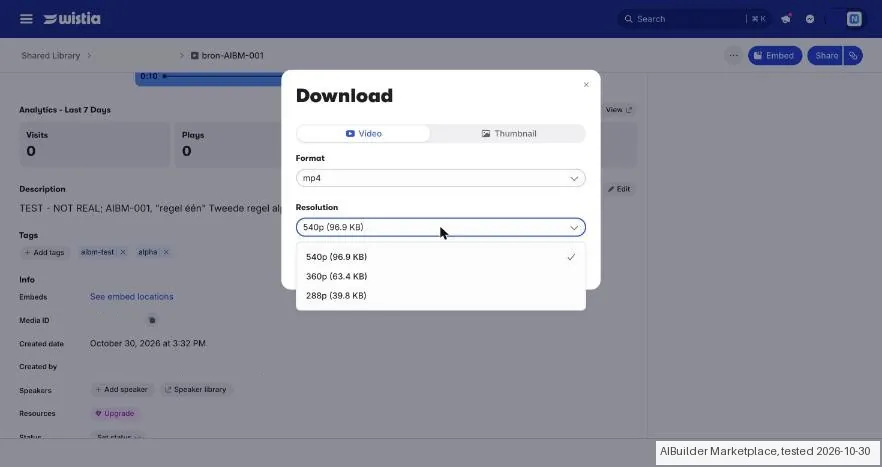 wistia
Search
⌘ K
N
Shared Library
bron-AIBM-001
Embed
Share
0:10
Download
Video
Thumbnail
Format
mp4
Resolution
540p (96.9 KB)
540p (96.9 KB)
360p (63.4 KB)
288p (39.8 KB)
Analytics - Last 7 Days
View
Visits
0
Plays
0
Description
Edit
TEST - NOT REAL; AIBM-001, "regel één" Tweede regel
Tags
+ Add tags
aibm-test ×
alpha ×
Info
Embeds
See embed locations
Media ID
Created date
October 30, 2026 at 3:32 PM
Created by
Speakers
+ Add speaker
Speaker library
Resources
Upgrade
Status
Set status
AIBuilder Marketplace, tested 2026-10-30